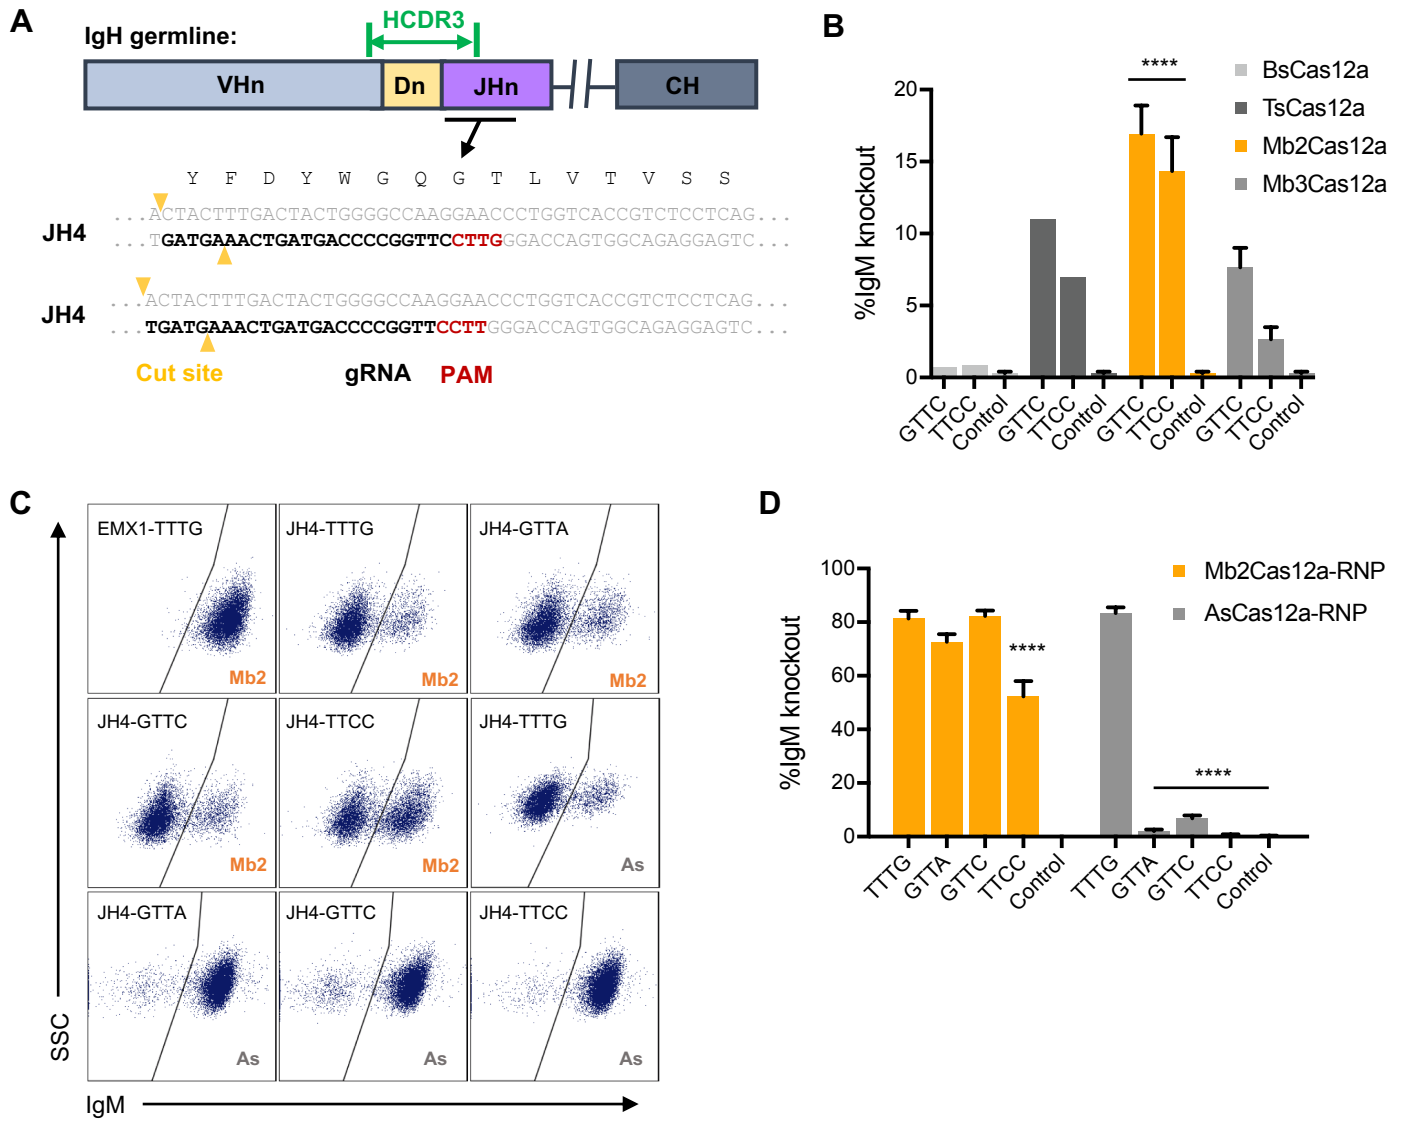 A
IgH germline:
HCDR3
VHn
Dn
JHn
CH
Y F D Y W G Q G T L V T V S S
JH4
...ACTACTTTGACTACTGGGGCCAAGGAACCCTGGTCACCGTCTCCTCAG...
...TGATGAAACTGATGACCCCGGTTCCTTGGGACCAGTGGCAGAGGAGTC...
JH4
...ACTACTTTGACTACTGGGGCCAAGGAACCCTGGTCACCGTCTCCTCAG...
...TGATGAAACTGATGACCCCGGTTCCTTGGGACCAGTGGCAGAGGAGTC...
Cut site
gRNA
PAM
B
%IgM knockout
20
15
10
5
0
****
BsCas12a
TsCas12a
Mb2Cas12a
Mb3Cas12a
GTTC
TTCC
Control
GTTC
TTCC
Control
GTTC
TTCC
Control
GTTC
TTCC
Control
C
SSC
EMX1-TTTG
Mb2
JH4-TTTG
Mb2
JH4-GTTA
Mb2
JH4-GTTC
Mb2
JH4-TTCC
Mb2
JH4-TTTG
As
JH4-GTTA
As
JH4-GTTC
As
JH4-TTCC
As
IgM
D
%IgM knockout
100
80
60
40
20
0
****
****
Mb2Cas12a-RNP
AsCas12a-RNP
TTTG
GTTA
GTTC
TTCC
Control
TTTG
GTTA
GTTC
TTCC
Control